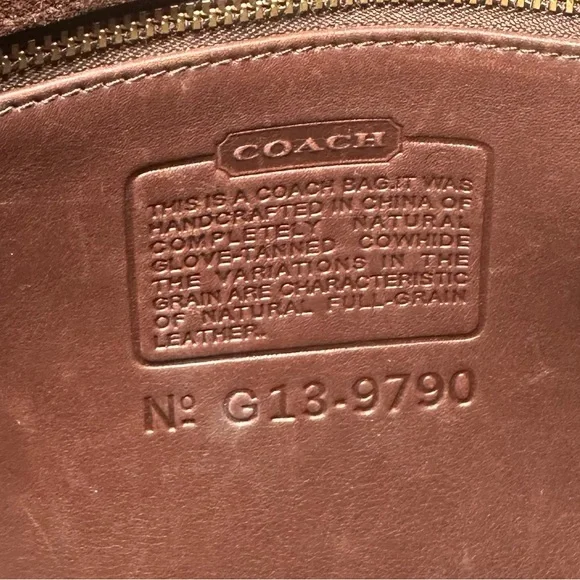 COACH
THIS IS A COACH BAG.IT WAS
HANDCRAFTED IN CHINA OF
COMPLETELY NATURAL
GLOVE-TANNED COWHIDE
THE VARIATIONS IN THE
GRAIN ARE CHARACTERISTIC
OF NATURAL FULL-GRAIN
LEATHER.
Nº G13-9790